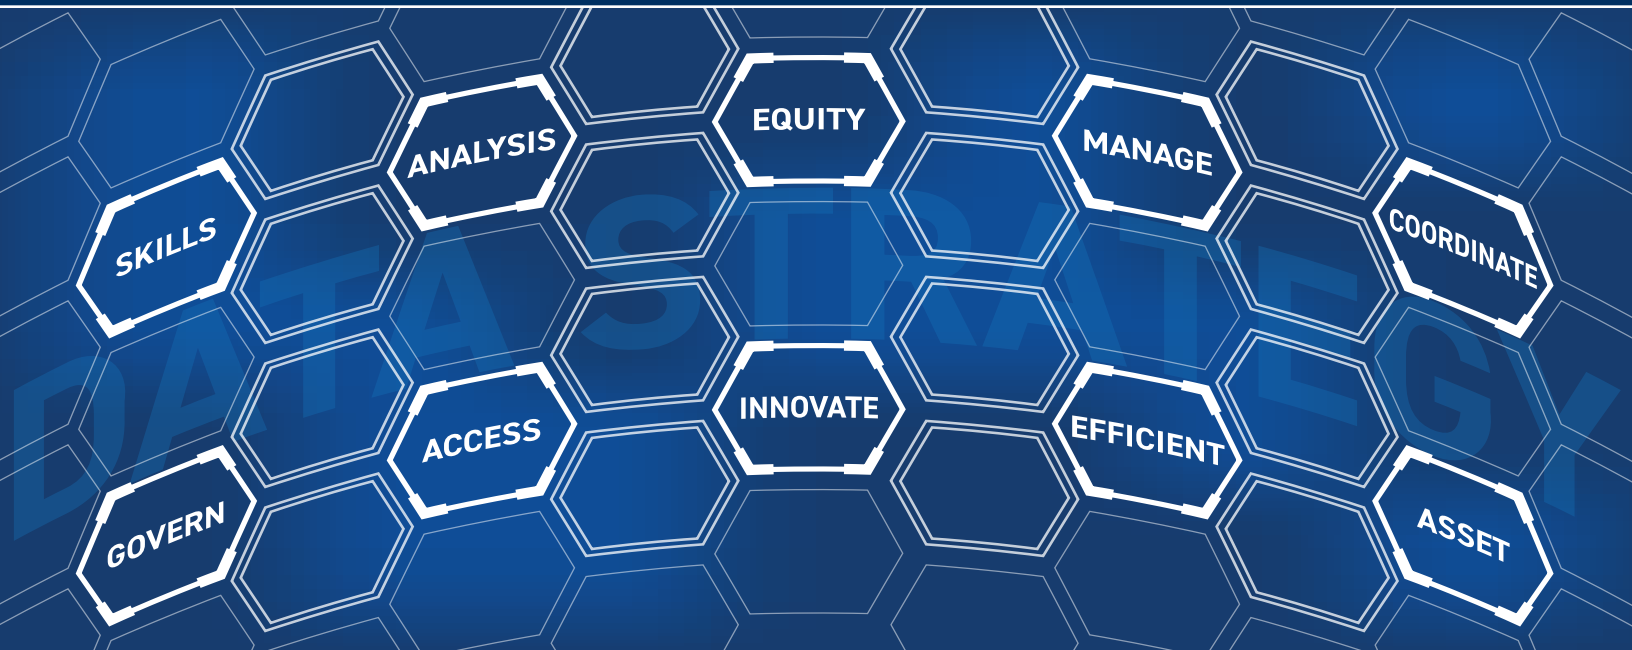 EQUITY
ANALYSIS
MANAGE
SKILLS
COORDINATE
DATA STRATEGY
INNOVATE
ACCESS
EFFICIENT
GOVERN
ASSET